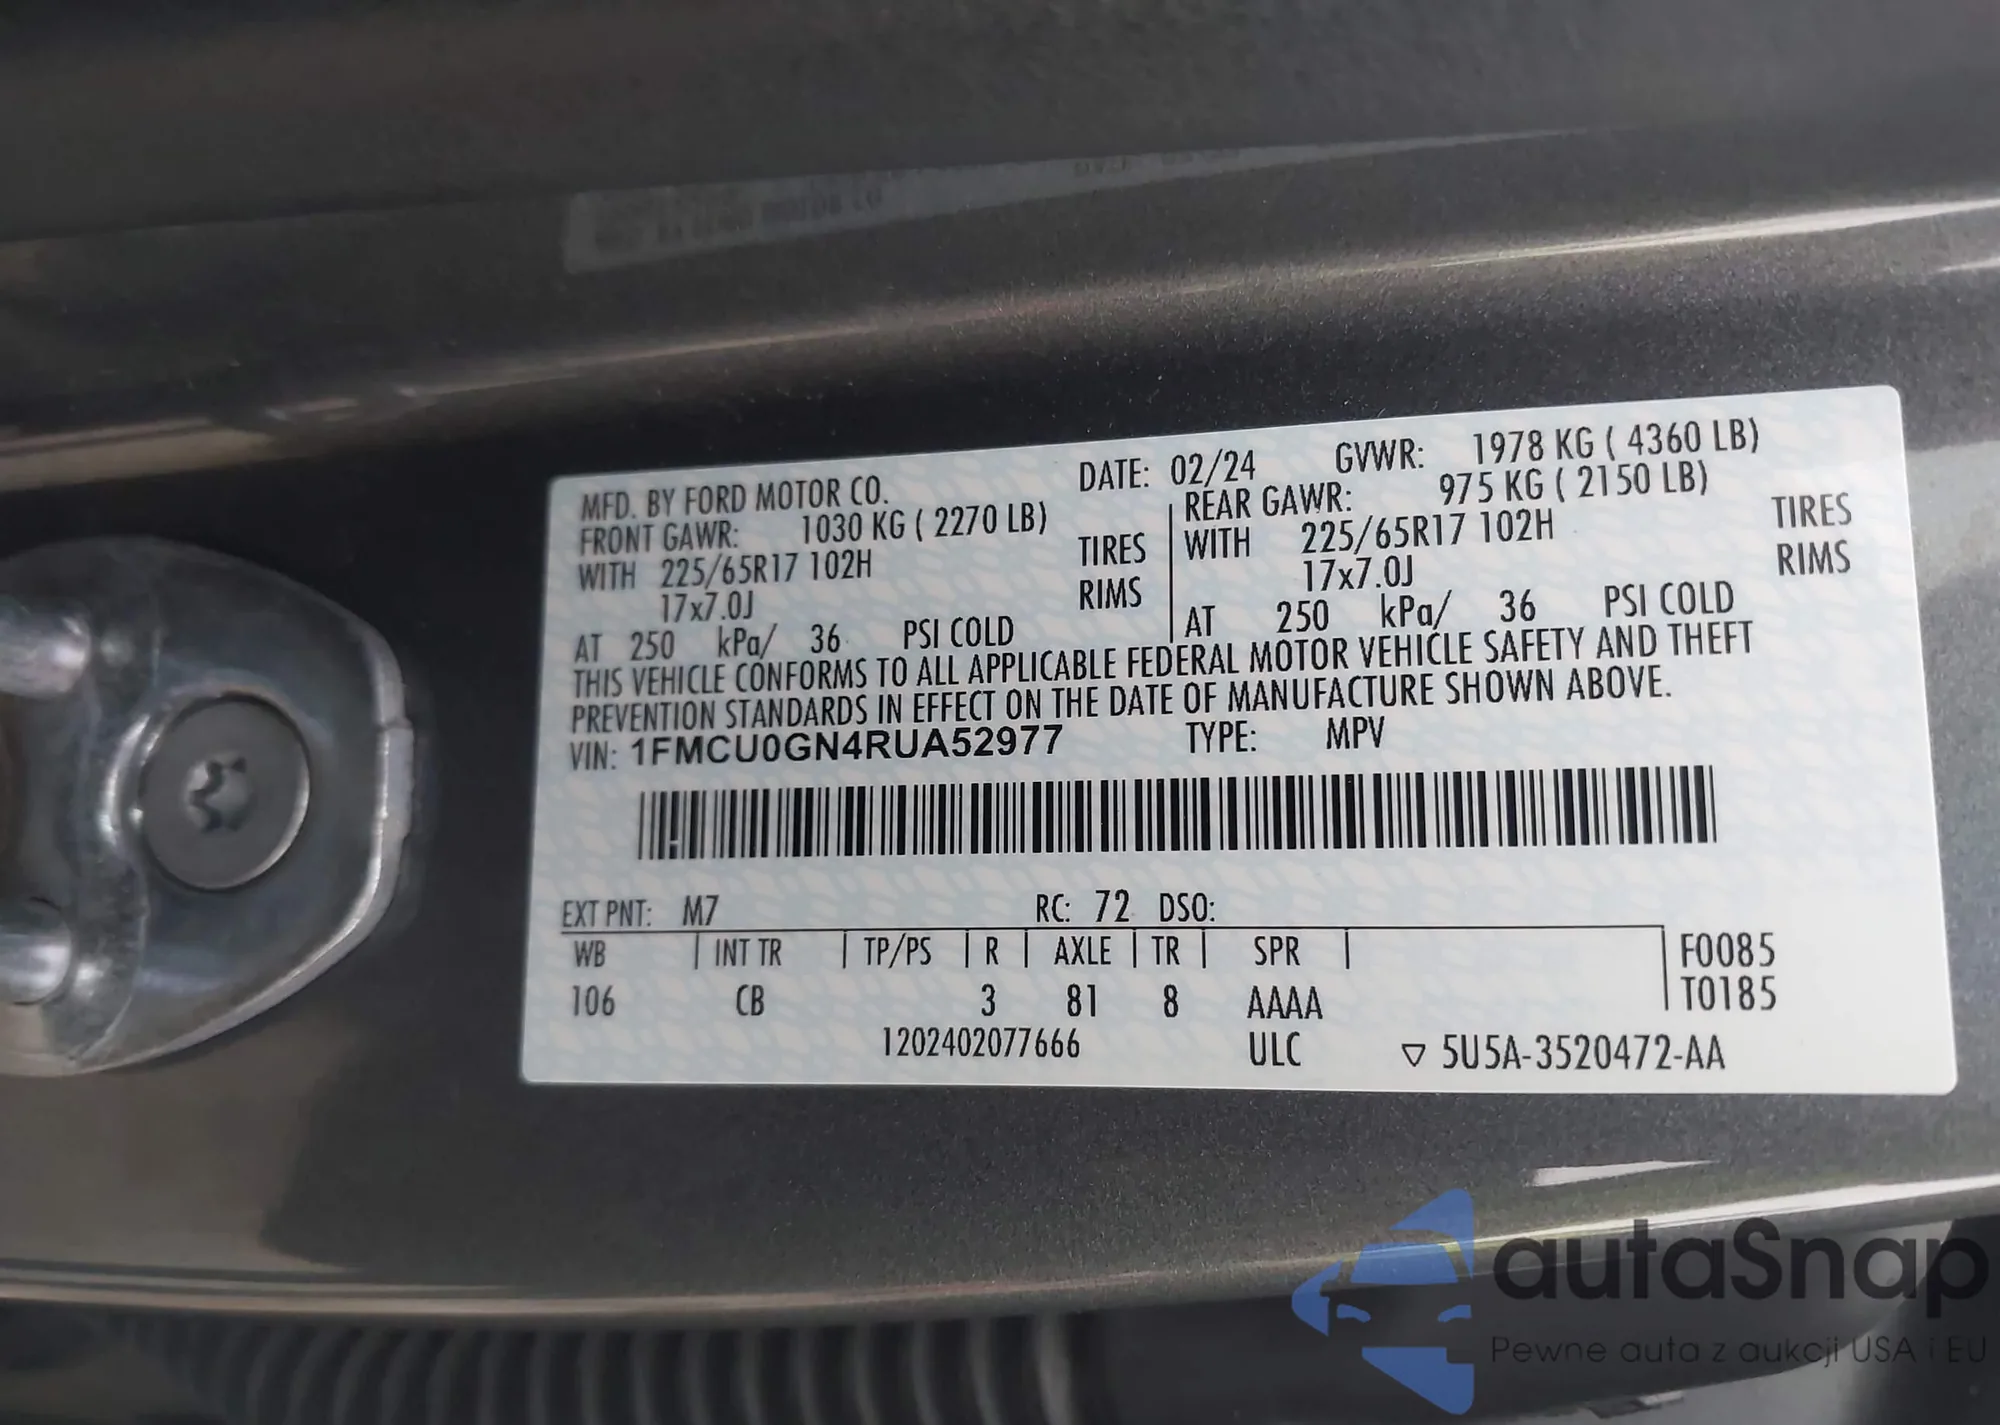 MFD. BY FORD MOTOR CO. DATE: 02/24 GVWR: 1978 KG ( 4360 LB)
FRONT GAWR: 1030 KG ( 2270 LB) REAR GAWR: 975 KG ( 2150 LB)
WITH 225/65R17 102H TIRES WITH 225/65R17 102H TIRES
17x7.0J RIMS 17x7.0J RIMS
AT 250 kPa/ 36 PSI COLD AT 250 kPa/ 36 PSI COLD
THIS VEHICLE CONFORMS TO ALL APPLICABLE FEDERAL MOTOR VEHICLE SAFETY AND THEFT
PREVENTION STANDARDS IN EFFECT ON THE DATE OF MANUFACTURE SHOWN ABOVE.
VIN: 1FMCU0GN4RUA52977 TYPE: MPV
EXT PNT: M7 RC: 72 DSO:
WB INT TR TP/PS R AXLE TR SPR F0085
106 CB 3 81 8 AAAA T0185
1202402077666 ULC ▽ 5U5A-3520472-AA
autaSnap
Pewne auta z aukcji USA i EU